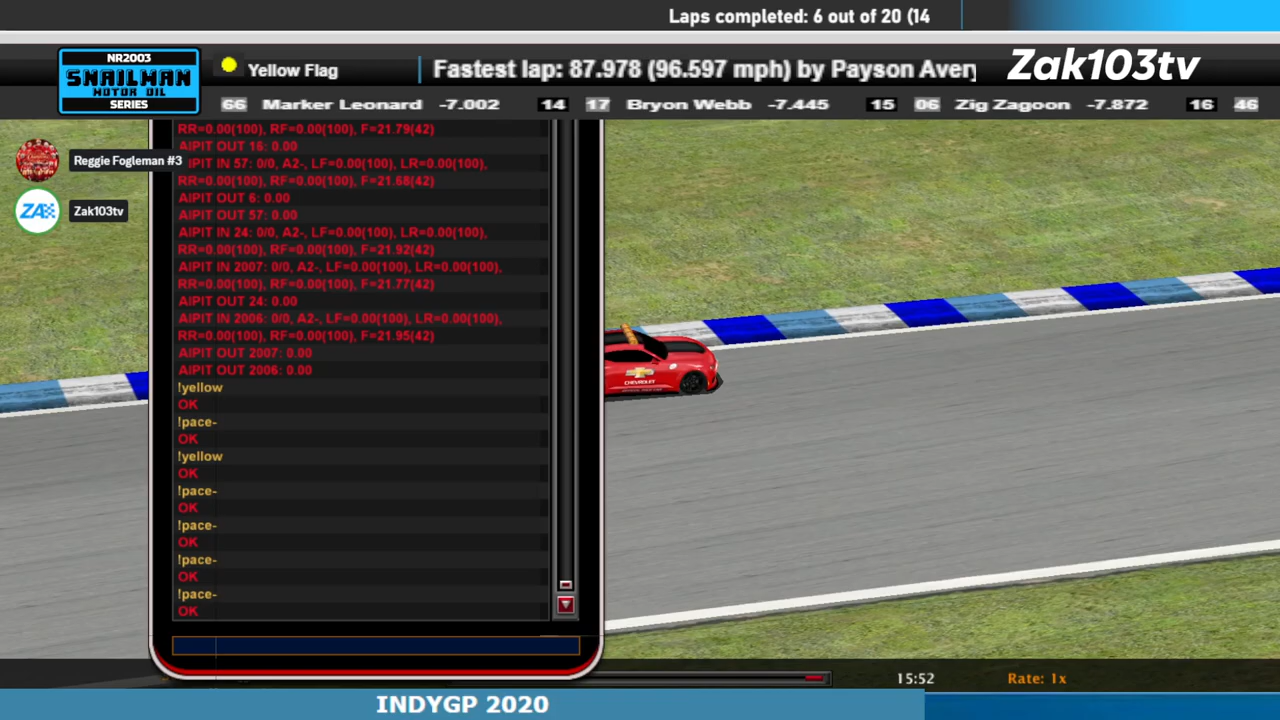 Laps completed: 6 out of 20 (14
NR2003
SNAILMAN
MOTOR OIL
SERIES
Yellow Flag
Fastest lap: 87.978 (96.597 mph) by Payson Avery
Zak103tv
66 Marker Leonard -7.002 14 17 Bryon Webb -7.445 15 06 Zig Zagoon -7.872 16 46
Reggie Fogleman #3
Zak103tv
RR=0.00(100), RF=0.00(100), F=21.79(42)
AIPIT OUT 16: 0.00
AIPIT IN 57: 0/0, A2-, LF=0.00(100), LR=0.00(100),
RR=0.00(100), RF=0.00(100), F=21.68(42)
AIPIT OUT 6: 0.00
AIPIT OUT 57: 0.00
AIPIT IN 24: 0/0, A2-, LF=0.00(100), LR=0.00(100),
RR=0.00(100), RF=0.00(100), F=21.92(42)
AIPIT IN 2007: 0/0, A2-, LF=0.00(100), LR=0.00(100),
RR=0.00(100), RF=0.00(100), F=21.77(42)
AIPIT OUT 24: 0.00
AIPIT IN 2006: 0/0, A2-, LF=0.00(100), LR=0.00(100),
RR=0.00(100), RF=0.00(100), F=21.95(42)
AIPIT OUT 2007: 0.00
AIPIT OUT 2006: 0.00
!yellow
OK
!pace-
OK
!yellow
OK
!pace-
OK
!pace-
OK
!pace-
OK
!pace-
OK
CHEVROLET
15:52
Rate: 1x
INDYGP 2020